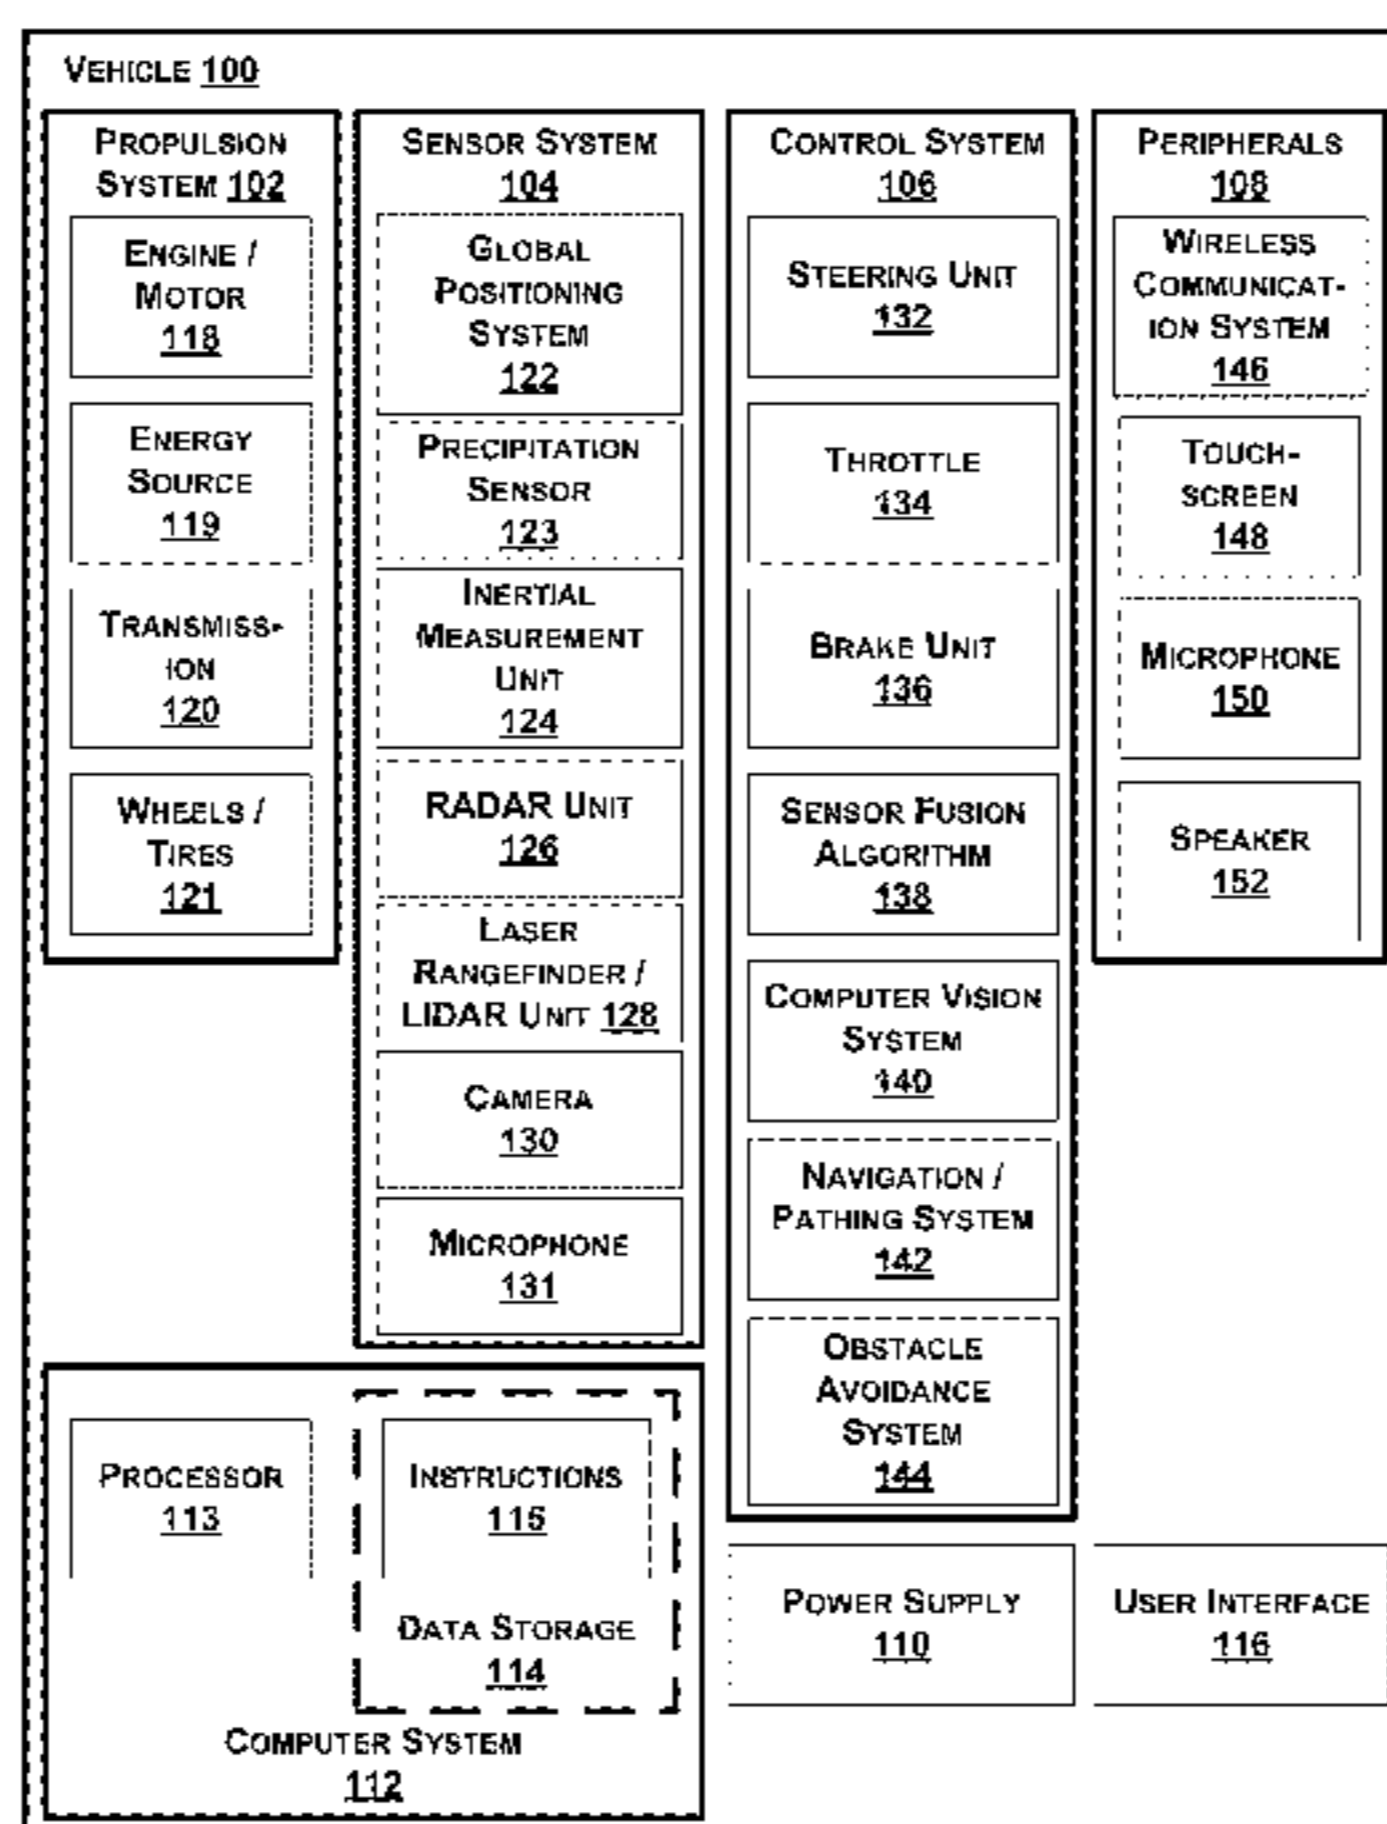 VEHICLE 100
PROPULSION
SYSTEM 102
ENGINE /
MOTOR
118
ENERGY
SOURCE
119
TRANSMISS-
ION
120
WHEELS /
TIRES
121
SENSOR SYSTEM
104
GLOBAL
POSITIONING
SYSTEM
122
PRECIPITATION
SENSOR
123
INERTIAL
MEASUREMENT
UNIT
124
RADAR UNIT
126
LASER
RANGEFINDER /
LIDAR UNIT 128
CAMERA
130
MICROPHONE
131
CONTROL SYSTEM
106
STEERING UNIT
132
THROTTLE
134
BRAKE UNIT
136
SENSOR FUSION
ALGORITHM
138
COMPUTER VISION
SYSTEM
140
NAVIGATION /
PATHING SYSTEM
142
OBSTACLE
AVOIDANCE
SYSTEM
144
PERIPHERALS
108
WIRELESS
COMMUNICAT-
ION SYSTEM
146
TOUCH-
SCREEN
148
MICROPHONE
150
SPEAKER
152
PROCESSOR
113
INSTRUCTIONS
115
DATA STORAGE
114
COMPUTER SYSTEM
112
POWER SUPPLY
110
USER INTERFACE
116